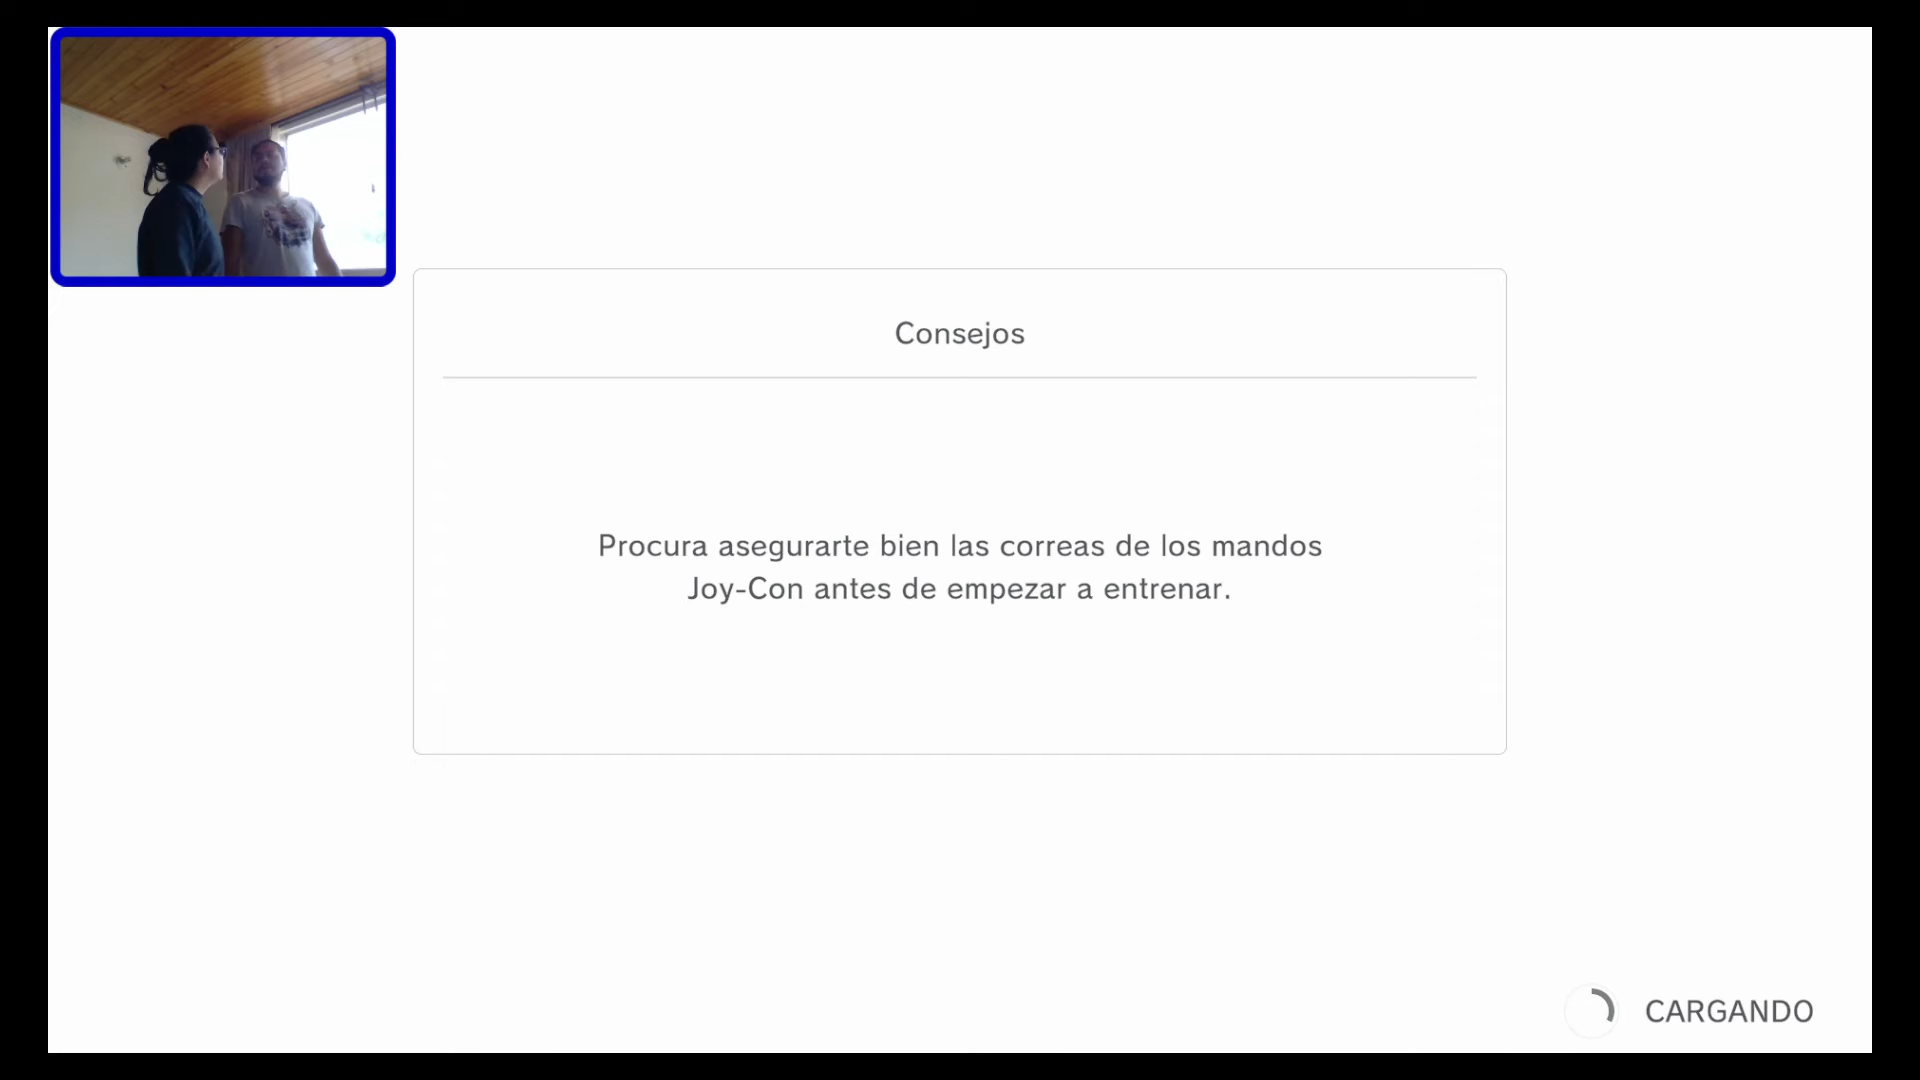 Consejos
Procura asegurarte bien las correas de los mandos
Joy-Con antes de empezar a entrenar.
CARGANDO